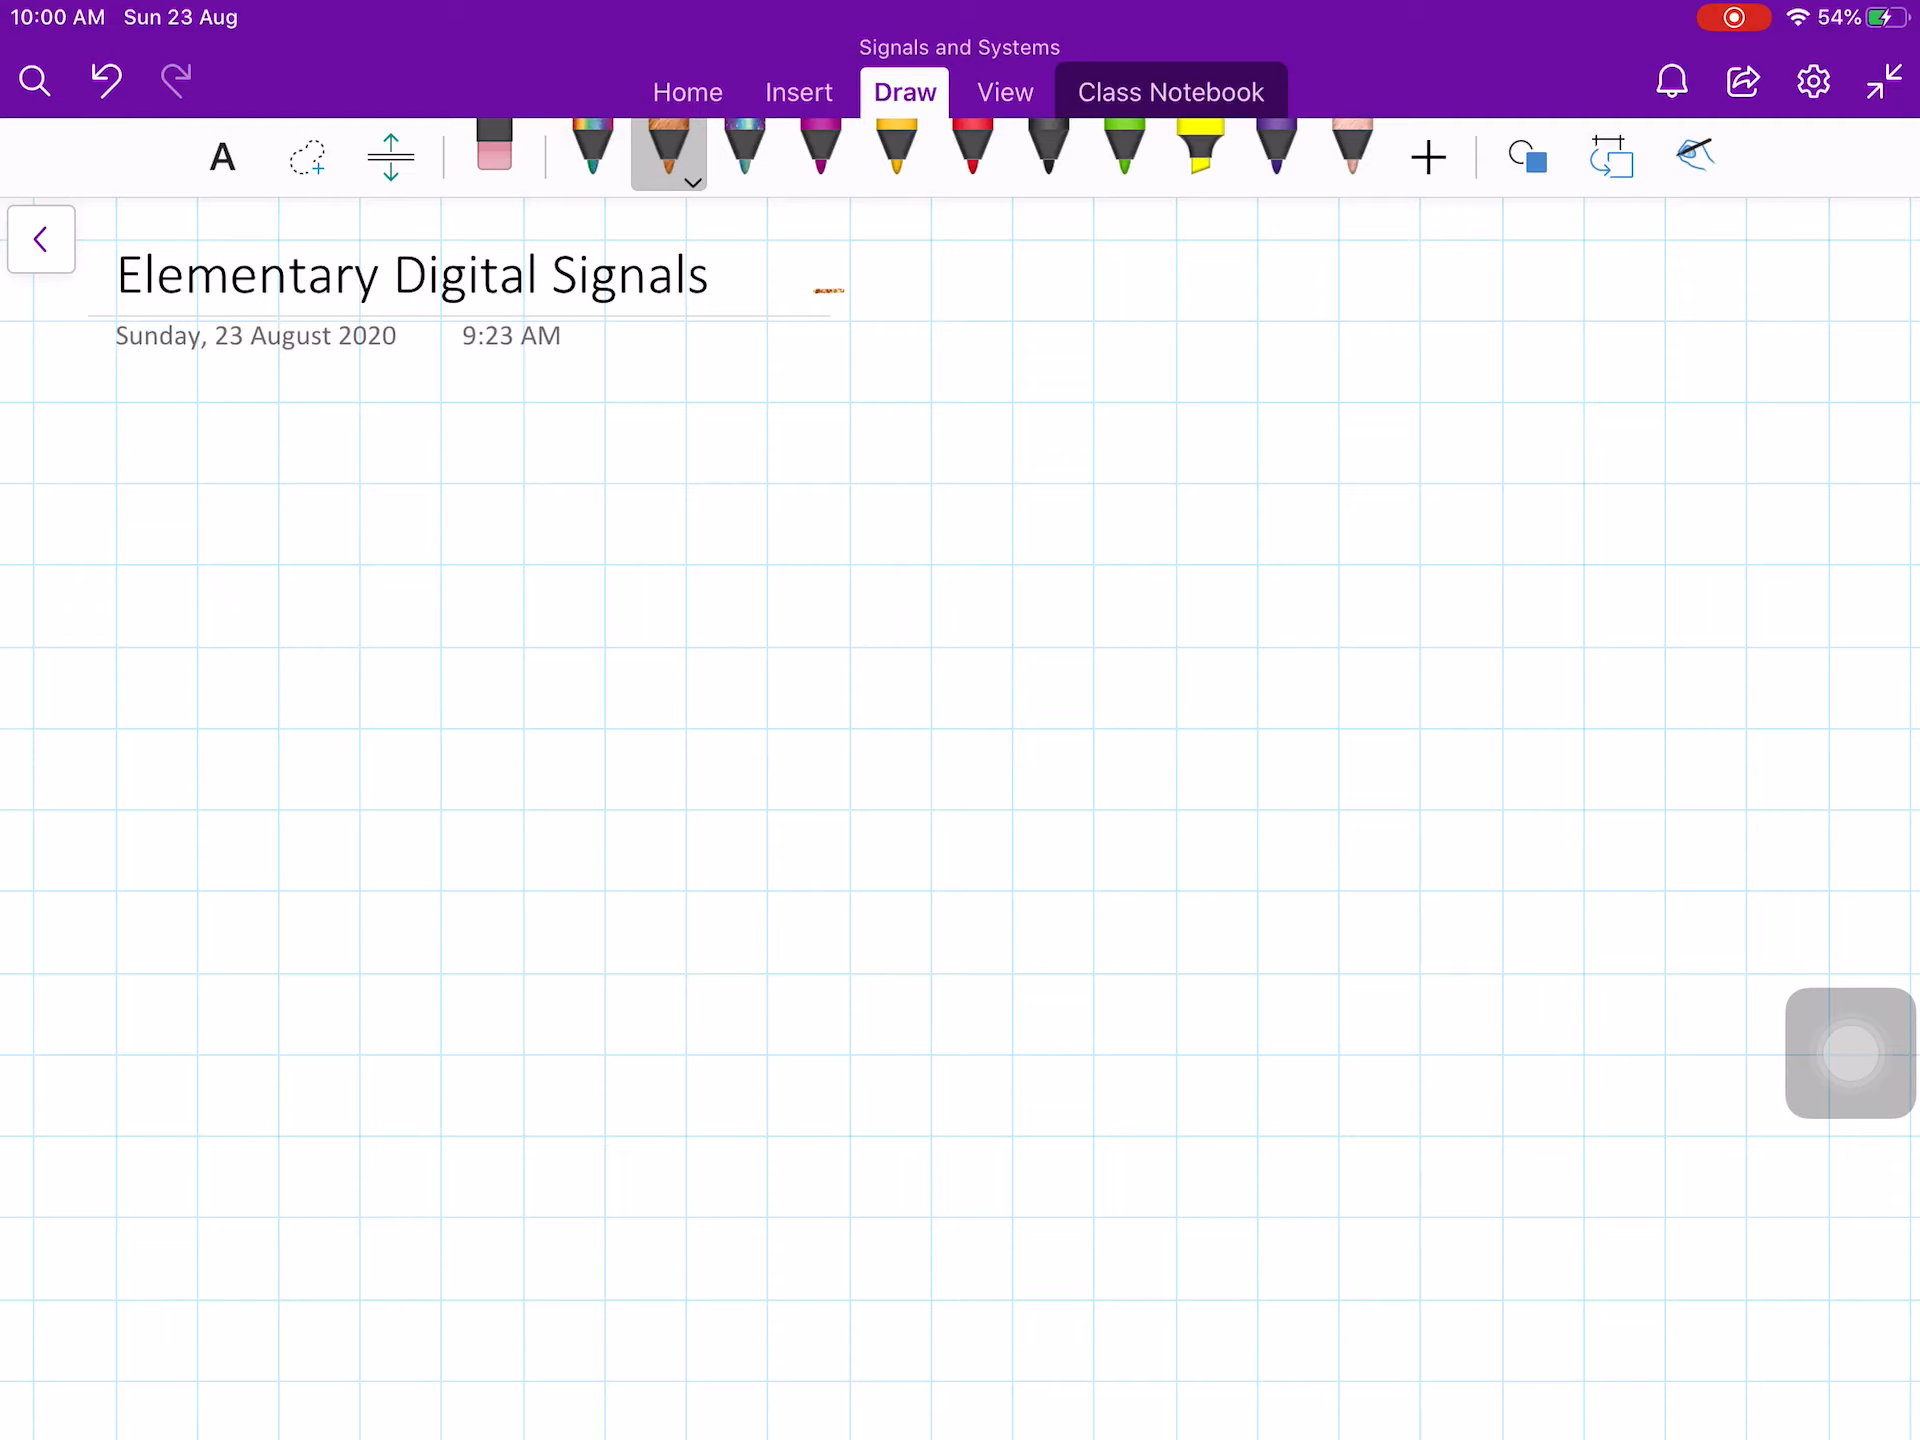 10:00 AM Sun 23 Aug
54%
Signals and Systems
Home Insert Draw View Class Notebook
A
Elementary Digital Signals
Sunday, 23 August 2020 9:23 AM